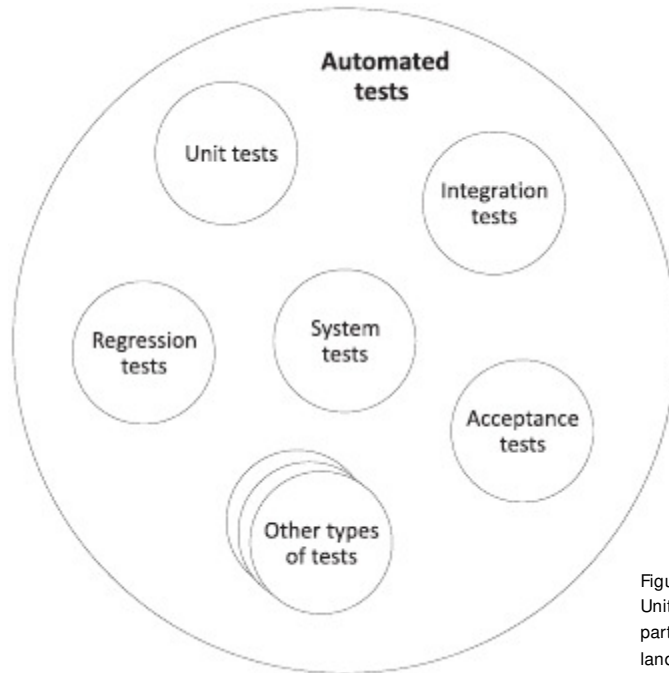 Automated
tests
Unit tests
Integration
tests
Regression
tests
System
tests
Acceptance
tests
Other types
of tests